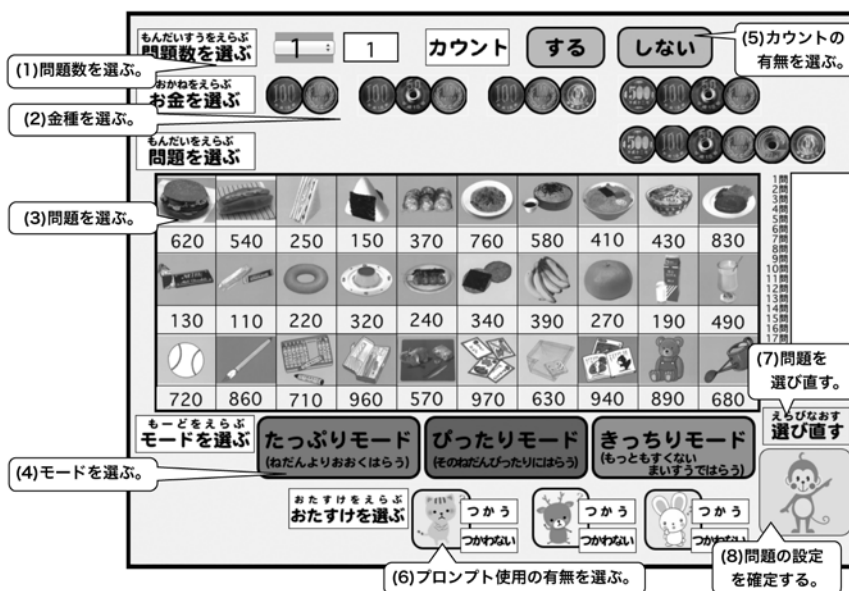 もんだいすうをえらぶ
問題数を選ぶ
1
1
カウント
する
しない
(5)カウントの
有無を選ぶ。
(1)問題数を選ぶ。
おかねをえらぶ
お金を選ぶ
(2)金種を選ぶ。
もんだいをえらぶ
問題を選ぶ
(3)問題を選ぶ。
620 540 250 150 370 760 580 410 430 830
130 110 220 320 240 340 390 270 190 490
720 860 710 960 570 970 630 940 890 680
1問
2問
3問
4問
5問
6問
7問
8問
9問
10問
11問
12問
13問
14問
15問
16問
17問
(7)問題を
選び直す。
えらびなおす
選び直す
もーどをえらぶ
モードを選ぶ
たっぷりモード
(ねだんよりおおくはらう)
ぴったりモード
(そのねだんぴったりにはらう)
きっちりモード
(もっともすくない
まいすうではらう)
(4)モードを選ぶ。
おたすけをえらぶ
おたすけを選ぶ
つかう
つかわない
つかう
つかわない
つかう
つかわない
(6)プロンプト使用の有無を選ぶ。
(8)問題の設定
を確定する。